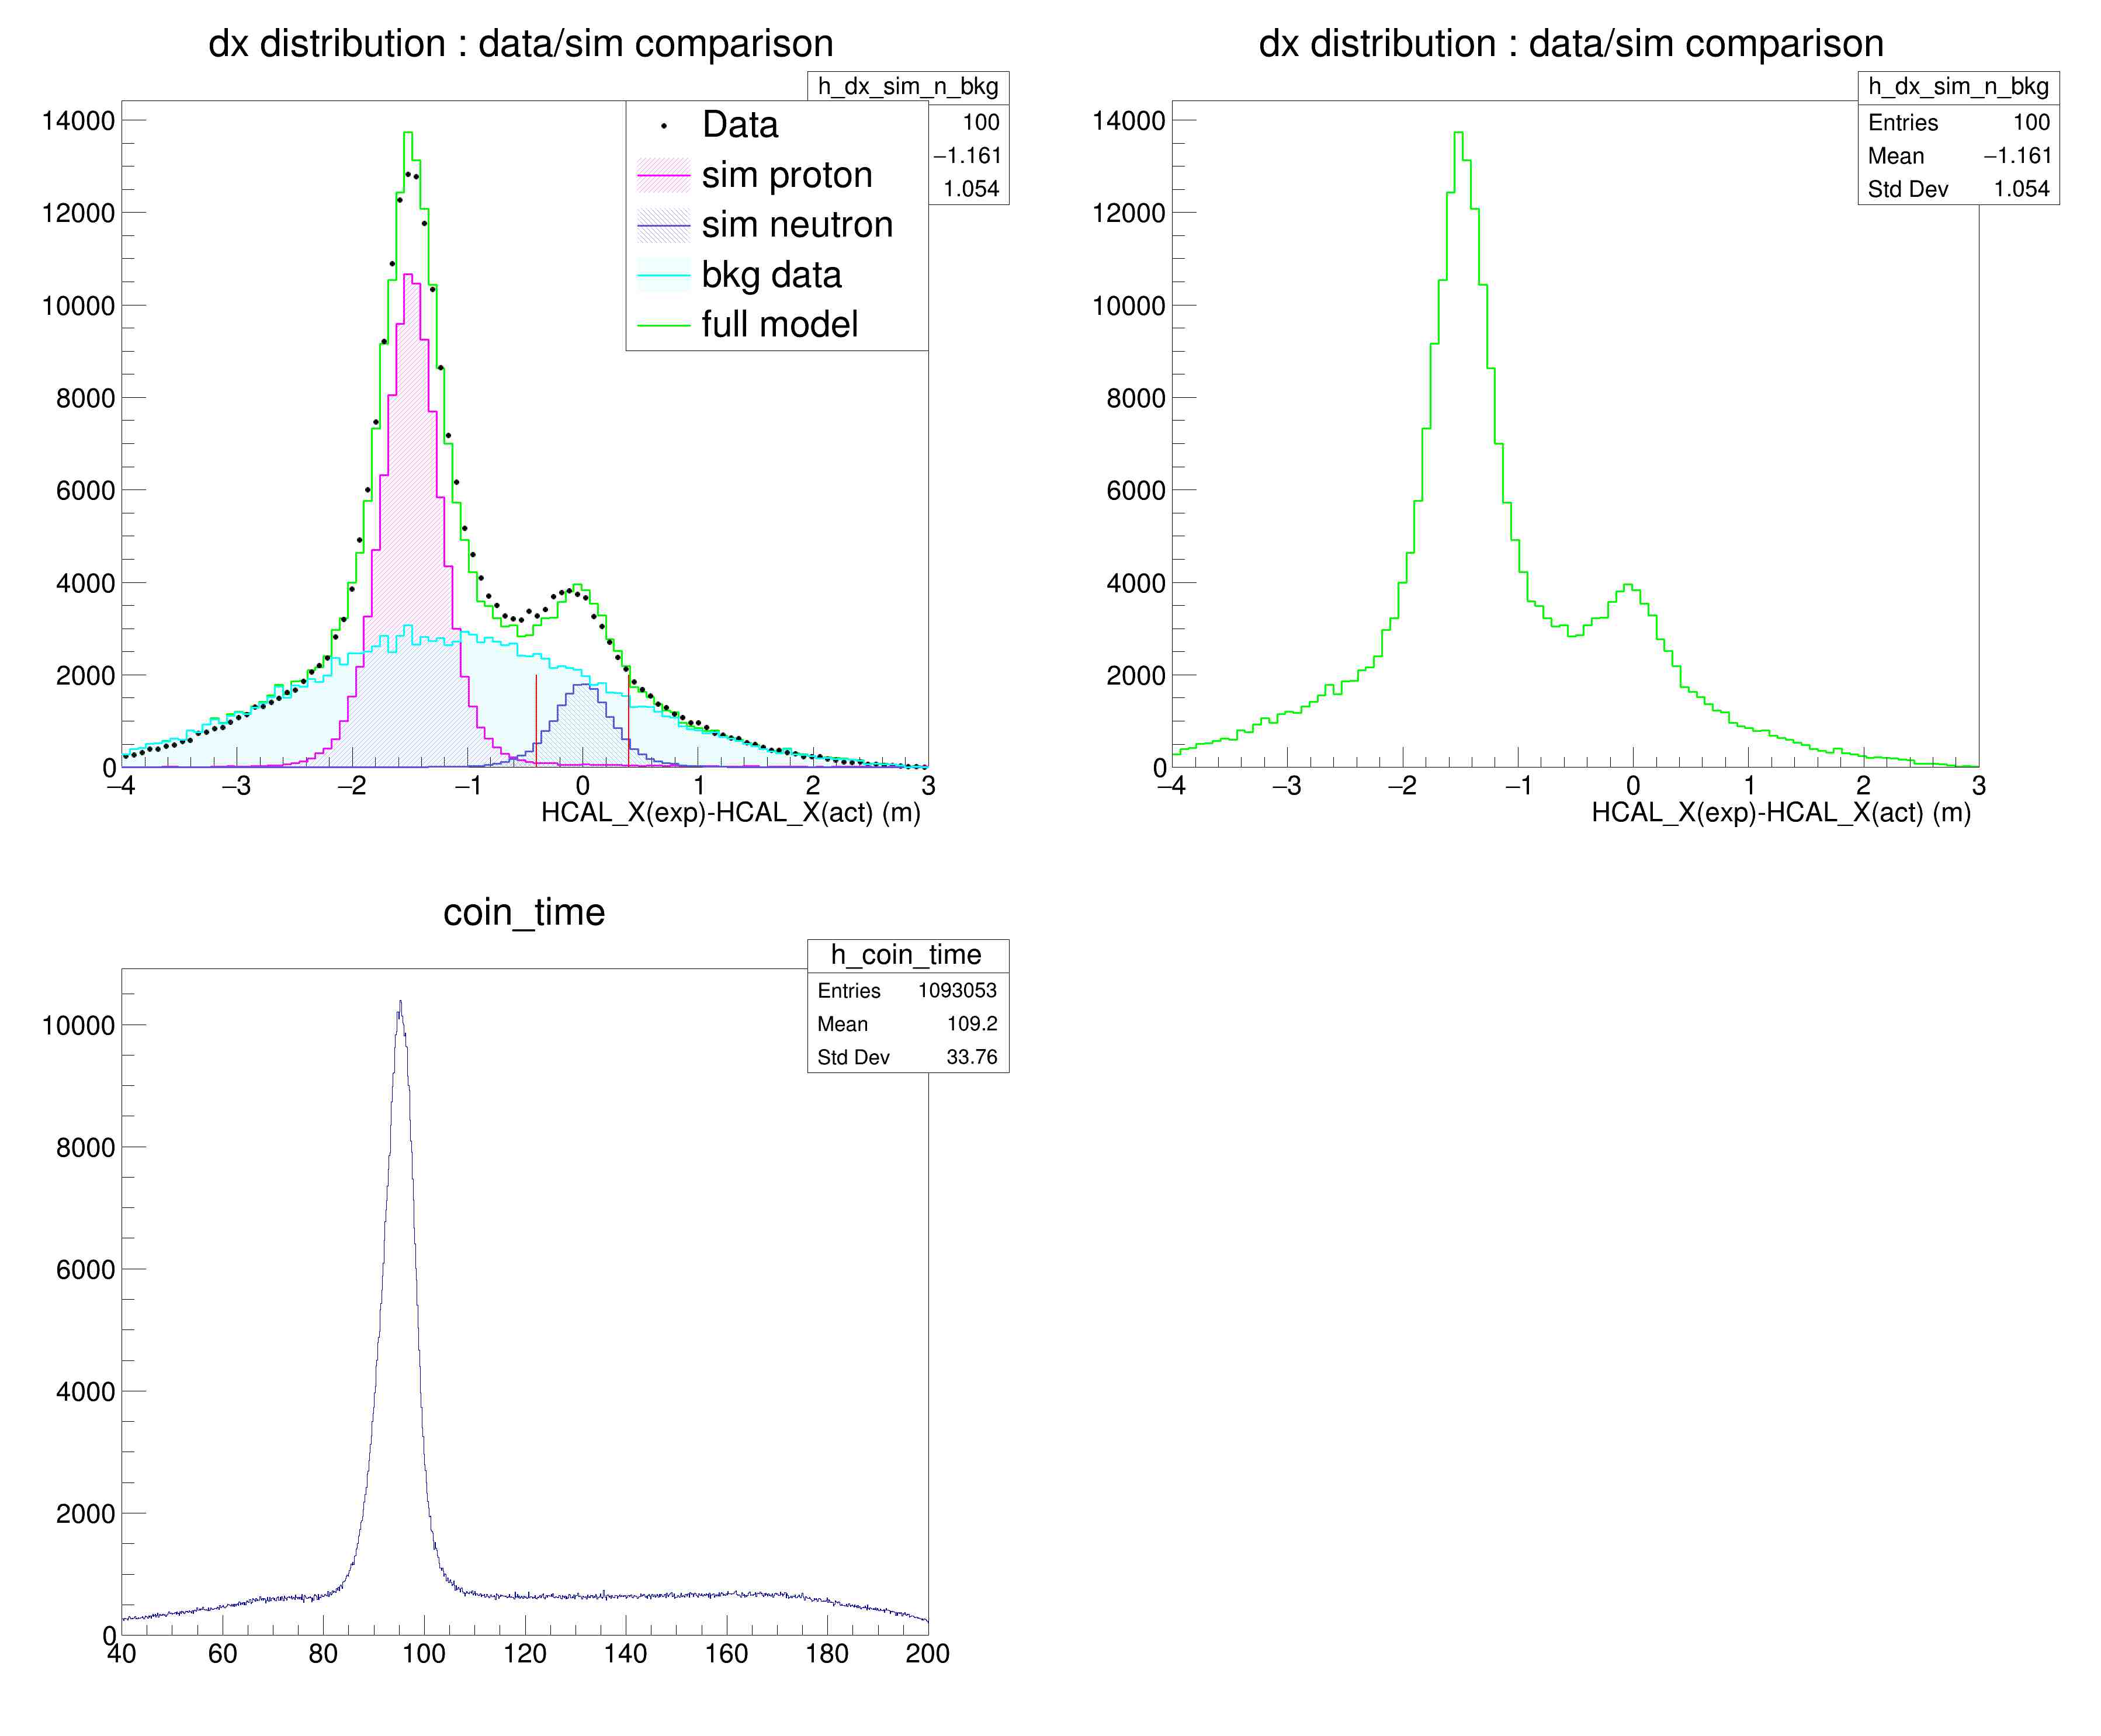 dx distribution : data/sim comparison
h_dx_sim_n_bkg
100
−1.161
1.054
Data
sim proton
sim neutron
bkg data
full model
14000
12000
10000
8000
6000
4000
2000
0
−4 −3 −2 −1 0 1 2 3
HCAL_X(exp)-HCAL_X(act) (m)
dx distribution : data/sim comparison
h_dx_sim_n_bkg
Entries 100
Mean −1.161
Std Dev 1.054
14000
12000
10000
8000
6000
4000
2000
0
−4 −3 −2 −1 0 1 2 3
HCAL_X(exp)-HCAL_X(act) (m)
coin_time
h_coin_time
Entries 1093053
Mean 109.2
Std Dev 33.76
10000
8000
6000
4000
2000
0
40 60 80 100 120 140 160 180 200